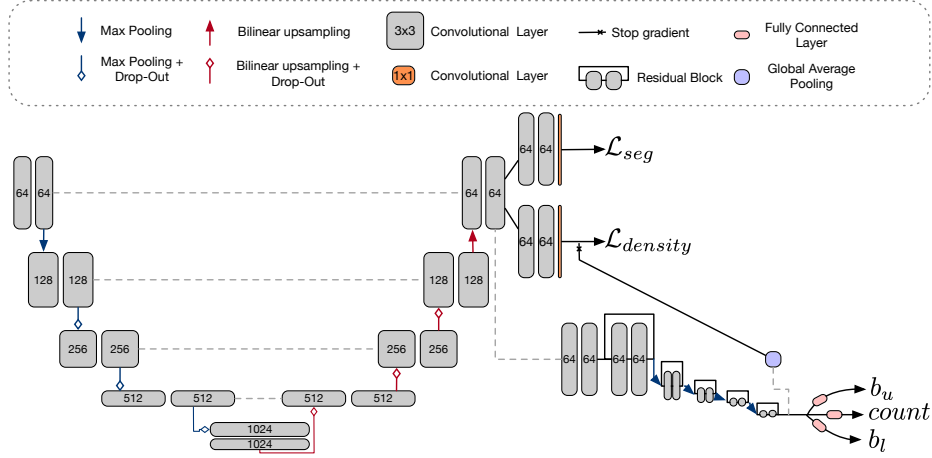 Max Pooling
Bilinear upsampling
3x3
Convolutional Layer
Stop gradient
Fully Connected
Layer
Max Pooling +
Drop-Out
Bilinear upsampling +
Drop-Out
1x1
Convolutional Layer
Residual Block
Global Average
Pooling
64 64
64 64
64 64
ℒ_seg
64 64
ℒ_density
128 128
128 128
256 256
256 256
64 64
64 64
512 512
512 512
1024
1024
b_u
count
b_l